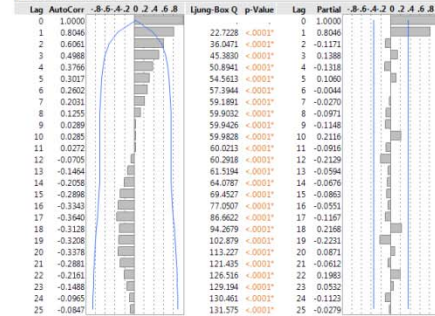 Lag AutoCorr -.8-.6-.4-.2 0 .2 .4 .6 .8 Ljung-Box Q p-Value Lag Partial -.8-.6-.4-.2 0 .2 .4 .6 .8
0 1.0000 . . 0 1.0000
1 0.8046 22.7228 <.0001* 1 0.8046
2 0.6061 36.0471 <.0001* 2 -0.1171
3 0.4988 45.3830 <.0001* 3 0.1388
4 0.3766 50.8941 <.0001* 4 -0.1318
5 0.3017 54.5613 <.0001* 5 0.1060
6 0.2602 57.3944 <.0001* 6 -0.0044
7 0.2031 59.1891 <.0001* 7 -0.0270
8 0.1255 59.9032 <.0001* 8 -0.0971
9 0.0289 59.9426 <.0001* 9 -0.1148
10 0.0285 59.9828 <.0001* 10 0.2116
11 0.0272 60.0213 <.0001* 11 -0.0916
12 -0.0705 60.2918 <.0001* 12 -0.2129
13 -0.1464 61.5194 <.0001* 13 -0.0594
14 -0.2058 64.0787 <.0001* 14 -0.0676
15 -0.2898 69.4527 <.0001* 15 -0.0863
16 -0.3343 77.0507 <.0001* 16 -0.0551
17 -0.3640 86.6622 <.0001* 17 -0.1167
18 -0.3128 94.2679 <.0001* 18 0.2168
19 -0.3208 102.879 <.0001* 19 -0.2231
20 -0.3378 113.227 <.0001* 20 0.0871
21 -0.2881 121.435 <.0001* 21 -0.0612
22 -0.2161 126.516 <.0001* 22 0.1983
23 -0.1488 129.194 <.0001* 23 0.0532
24 -0.0965 130.461 <.0001* 24 -0.1123
25 -0.0847 131.575 <.0001* 25 -0.0279